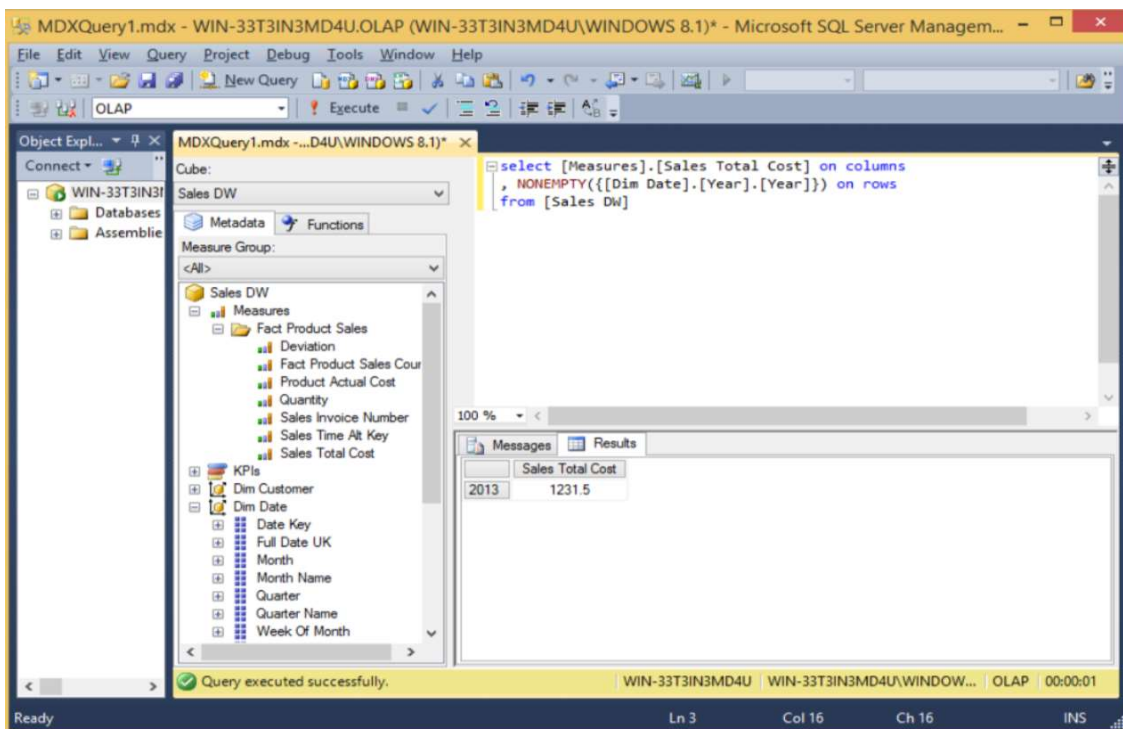 MDXQuery1.mdx - WIN-33T3IN3MD4U.OLAP (WIN-33T3IN3MD4U\WINDOWS 8.1)* - Microsoft SQL Server Managem...
File Edit View Query Project Debug Tools Window Help
New Query
OLAP Execute
Object Expl...
Connect
WIN-33T3IN3
Databases
Assemblie
MDXQuery1.mdx -...D4U\WINDOWS 8.1)*
Cube:
Sales DW
Metadata Functions
Measure Group:
<All>
Sales DW
Measures
Fact Product Sales
Deviation
Fact Product Sales Cour
Product Actual Cost
Quantity
Sales Invoice Number
Sales Time Alt Key
Sales Total Cost
KPIs
Dim Customer
Dim Date
Date Key
Full Date UK
Month
Month Name
Quarter
Quarter Name
Week Of Month
select [Measures].[Sales Total Cost] on columns
, NONEMPTY({[Dim Date].[Year].[Year]}) on rows
from [Sales DW]
100 %
Messages Results
Sales Total Cost
2013 1231.5
Query executed successfully. WIN-33T3IN3MD4U WIN-33T3IN3MD4U\WINDOW... OLAP 00:00:01
Ready Ln 3 Col 16 Ch 16 INS